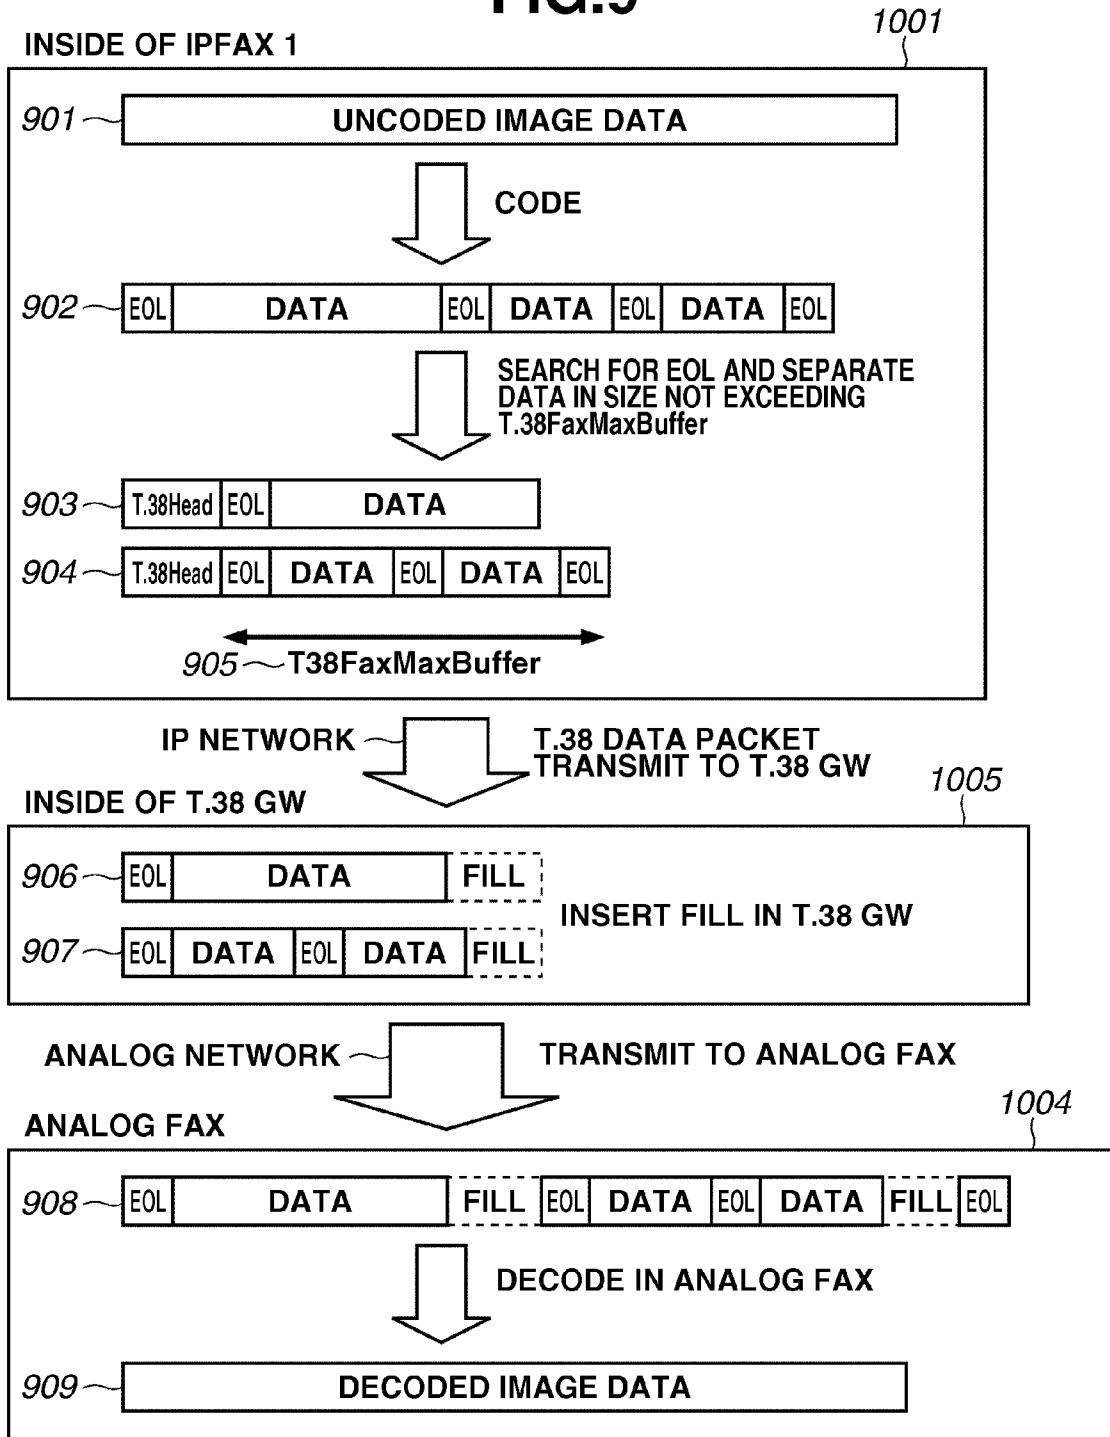 FIG.9
1001
INSIDE OF IPFAX 1
901 UNCODED IMAGE DATA
CODE
902 EOL DATA EOL DATA EOL DATA EOL
SEARCH FOR EOL AND SEPARATE
DATA IN SIZE NOT EXCEEDING
T.38FaxMaxBuffer
903 T.38Head EOL DATA
904 T.38Head EOL DATA EOL DATA EOL
905 T38FaxMaxBuffer
IP NETWORK
T.38 DATA PACKET
TRANSMIT TO T.38 GW
1005
INSIDE OF T.38 GW
906 EOL DATA FILL
INSERT FILL IN T.38 GW
907 EOL DATA EOL DATA FILL
ANALOG NETWORK
TRANSMIT TO ANALOG FAX
1004
ANALOG FAX
908 EOL DATA FILL EOL DATA EOL DATA FILL EOL
DECODE IN ANALOG FAX
909 DECODED IMAGE DATA